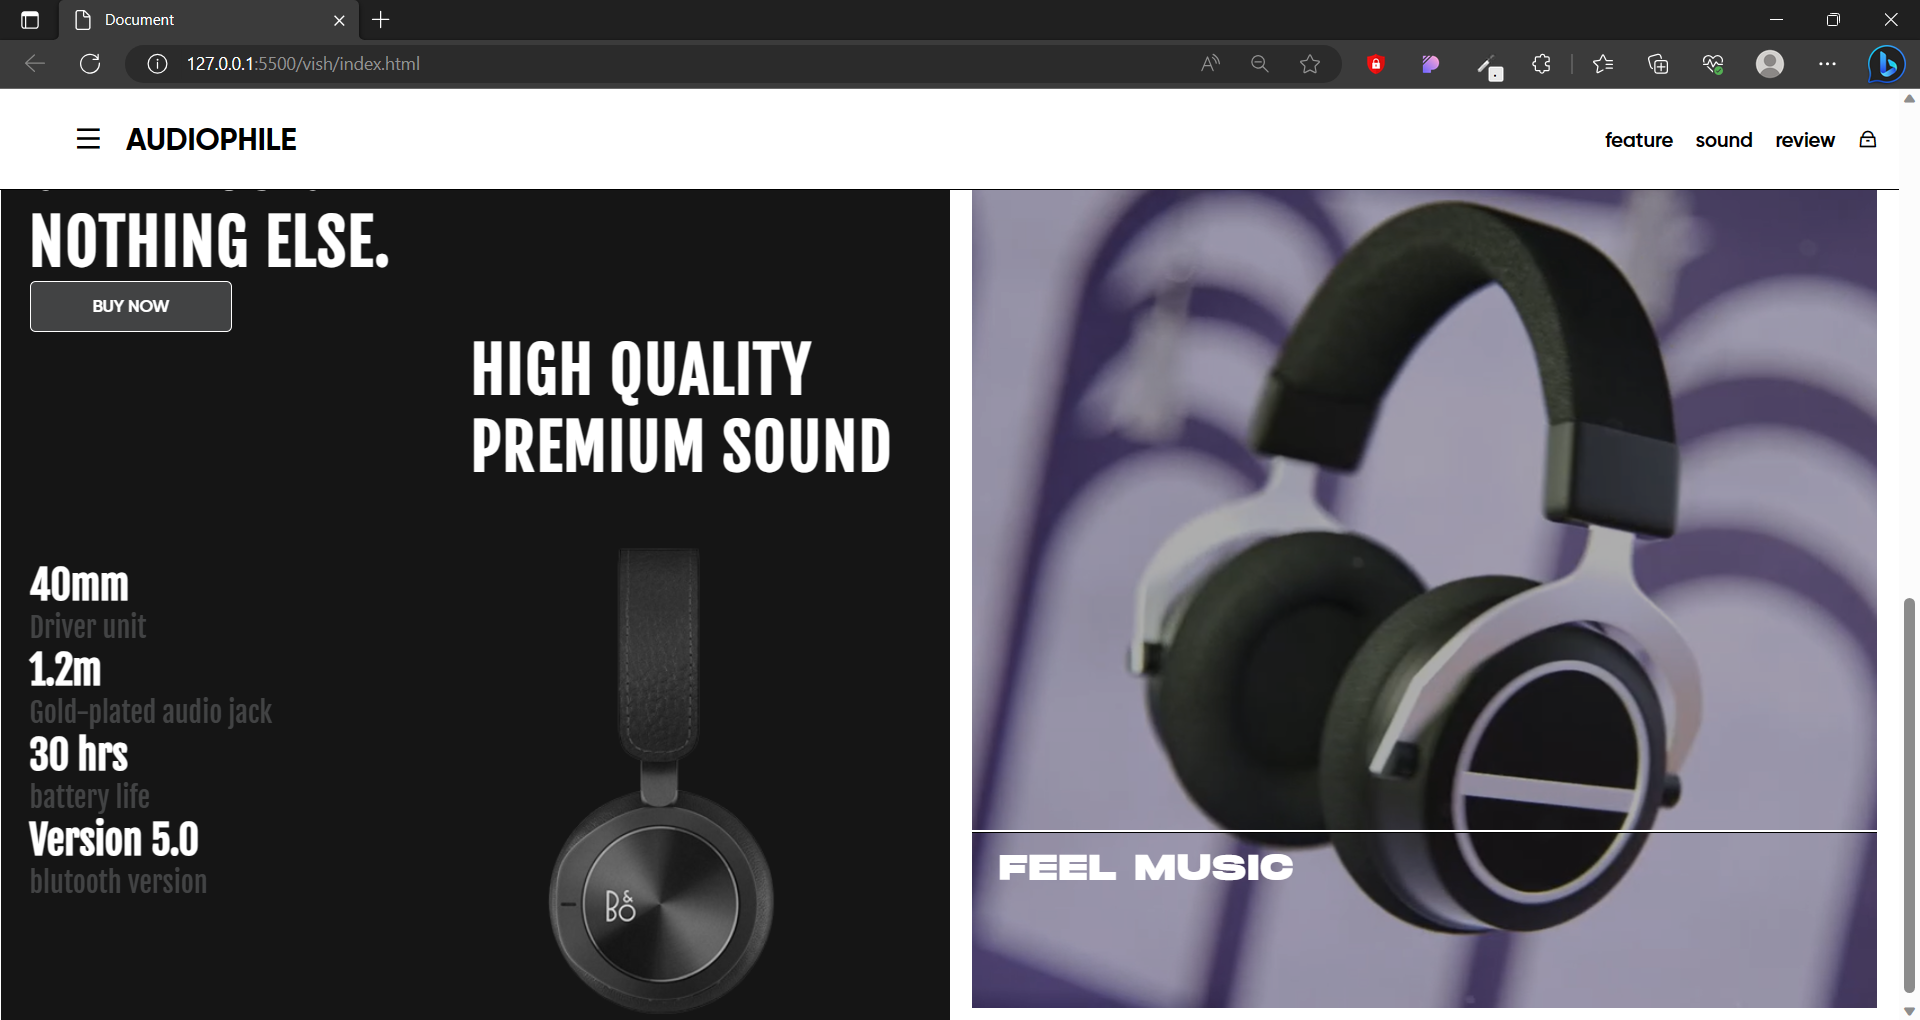 Document
127.0.0.1:5500/vish/index.html
AUDIOPHILE
feature sound review
NOTHING ELSE.
BUY NOW
HIGH QUALITY
PREMIUM SOUND
40mm
Driver unit
1.2m
Gold-plated audio jack
30 hrs
battery life
Version 5.0
blutooth version
B&O
FEEL MUSIC